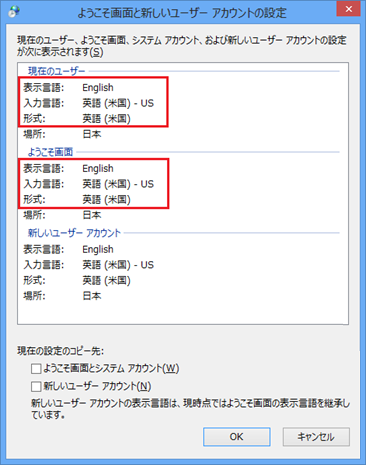 ようこそ画面と新しいユーザー アカウントの設定
現在のユーザー、ようこそ画面、システム アカウント、および新しいユーザー アカウントの設定
が次に表示されます(S)
現在のユーザー
表示言語: English
入力言語: 英語 (米国) - US
形式: 英語 (米国)
場所: 日本
ようこそ画面
表示言語: English
入力言語: 英語 (米国) - US
形式: 英語 (米国)
場所: 日本
新しいユーザー アカウント
表示言語: English
入力言語: 英語 (米国) - US
形式: 英語 (米国)
場所: 日本
現在の設定のコピー先:
ようこそ画面とシステム アカウント(W)
新しいユーザー アカウント(N)
新しいユーザー アカウントの表示言語は、現時点ではようこそ画面の表示言語を継承し
ています。
OK キャンセル